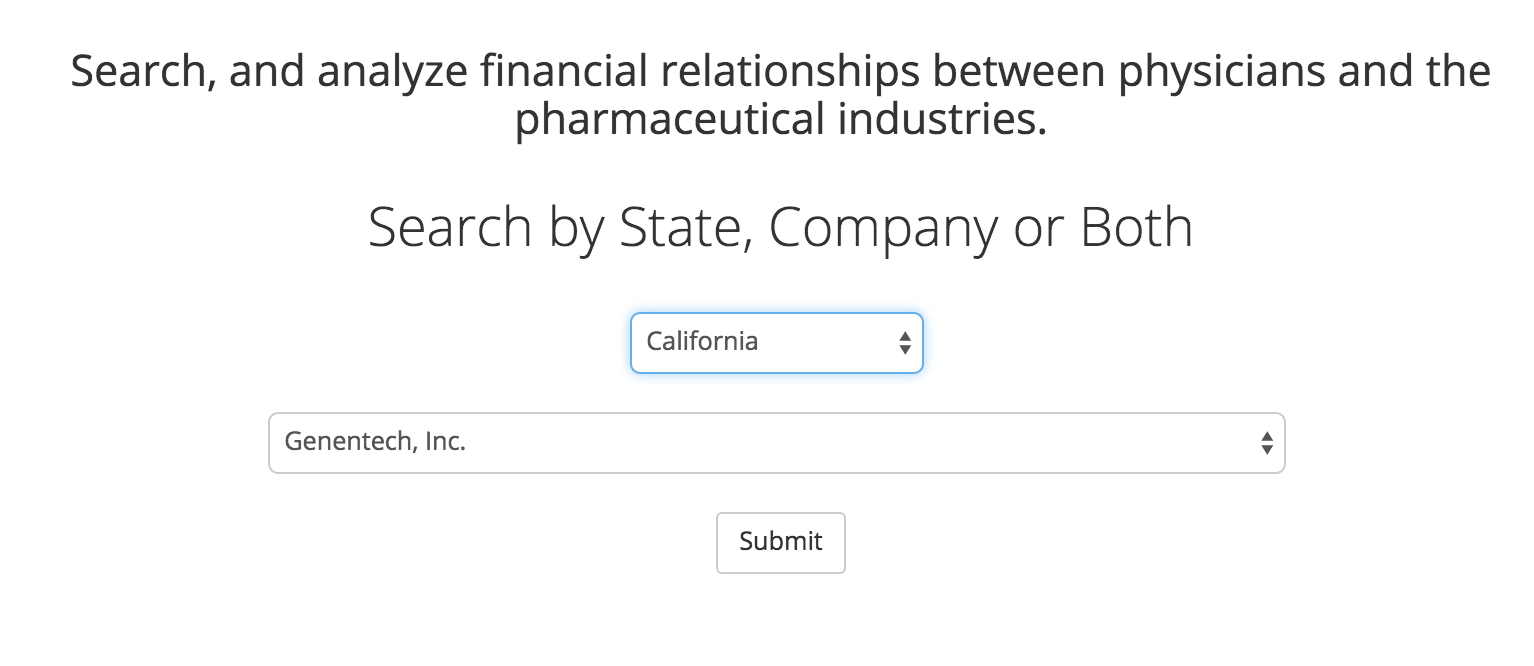 Search, and analyze financial relationships between physicians and the
pharmaceutical industries.
Search by State, Company or Both
California
Genentech, Inc.
Submit